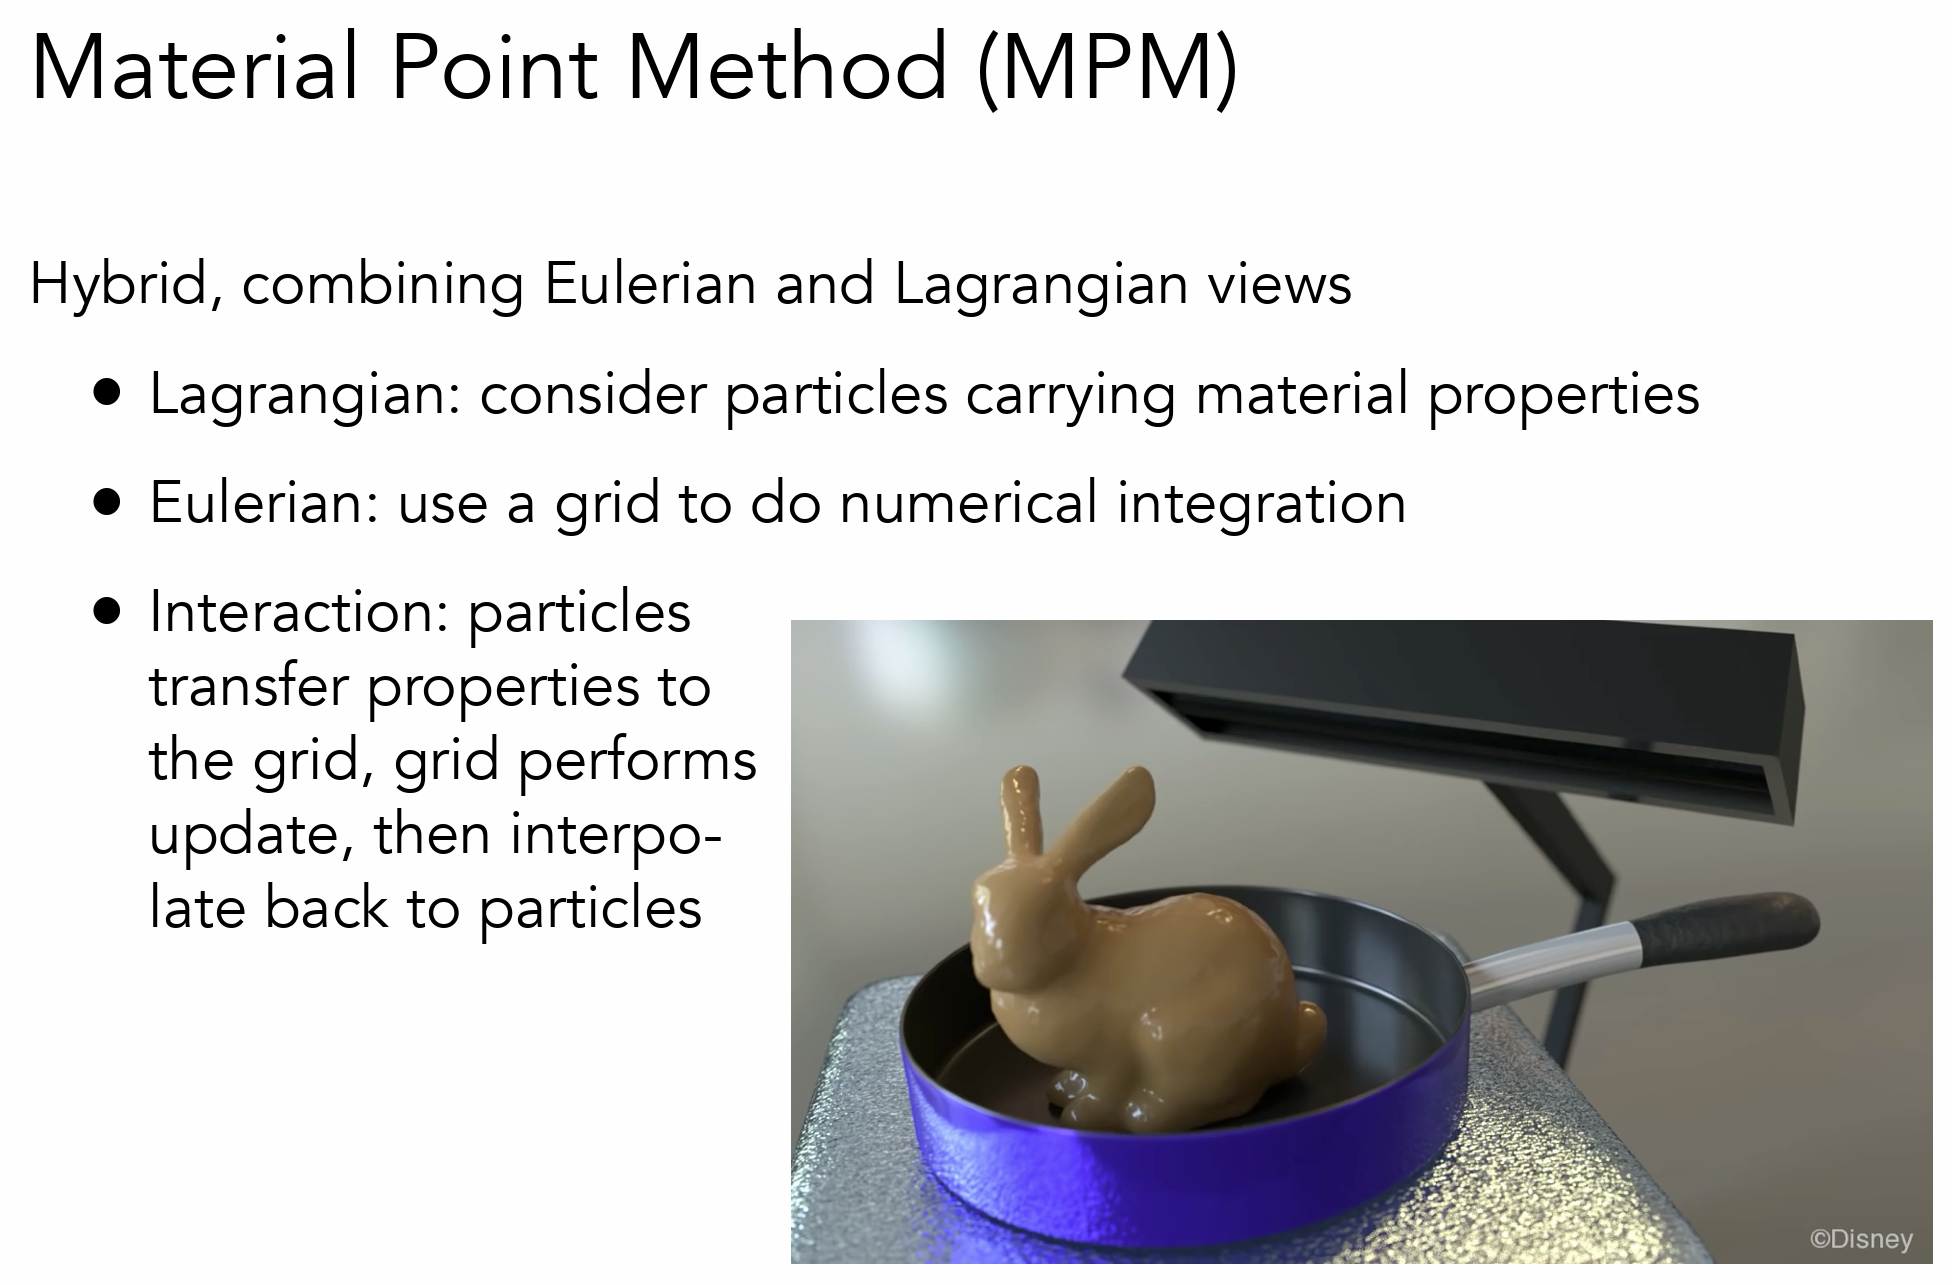 Material Point Method (MPM)
Hybrid, combining Eulerian and Lagrangian views
● Lagrangian: consider particles carrying material properties
● Eulerian: use a grid to do numerical integration
● Interaction: particles
transfer properties to
the grid, grid performs
update, then interpo-
late back to particles
©Disney